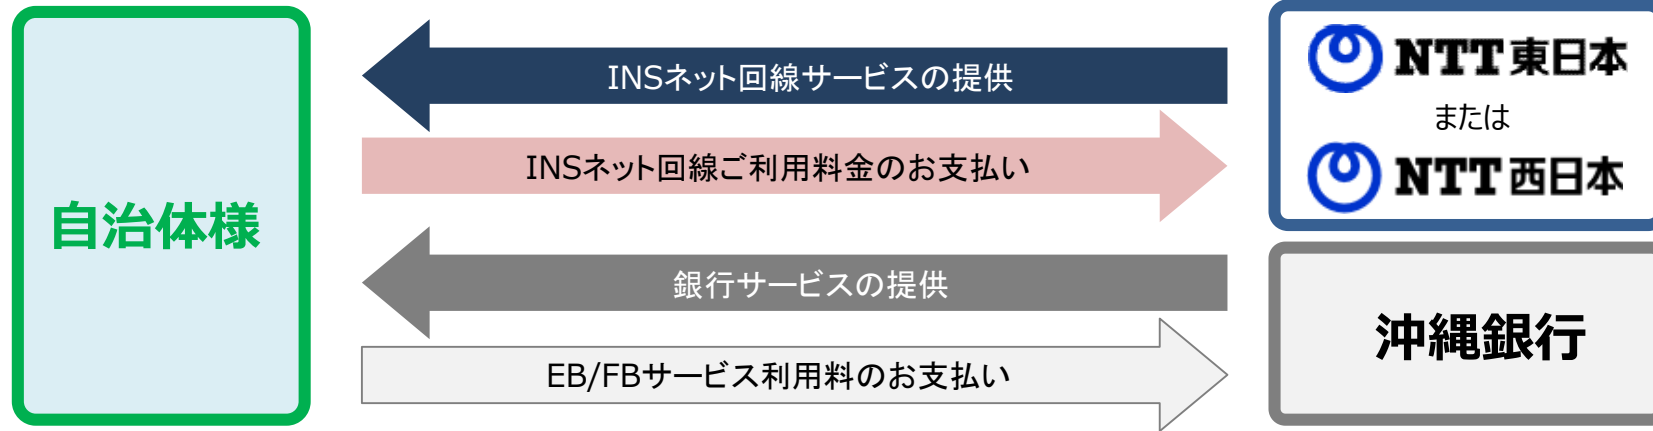 自治体様
INSネット回線サービスの提供
INSネット回線ご利用料金のお支払い
銀行サービスの提供
EB/FBサービス利用料のお支払い
NTT東日本
または
NTT西日本
沖縄銀行